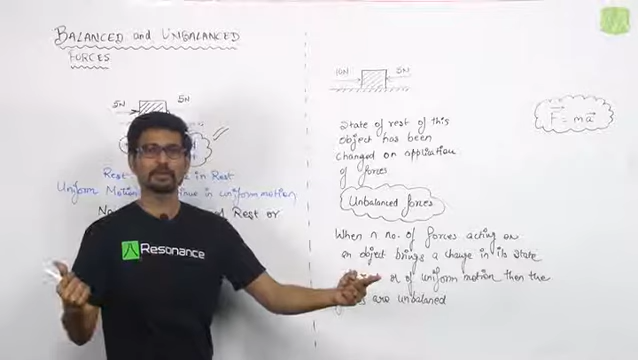 BALANCED and UNBALANCED
FORCES
5N 5N
Rest in Rest
Uniform Motion in uniform motion
Rest or
Resonance
10N 5N
State of rest of this
object has been
changed on application
of forces
Unbalanced forces
When n no. of forces acting on
an object brings a change in its state
or of uniform motion then the
are unbalaned
F = ma